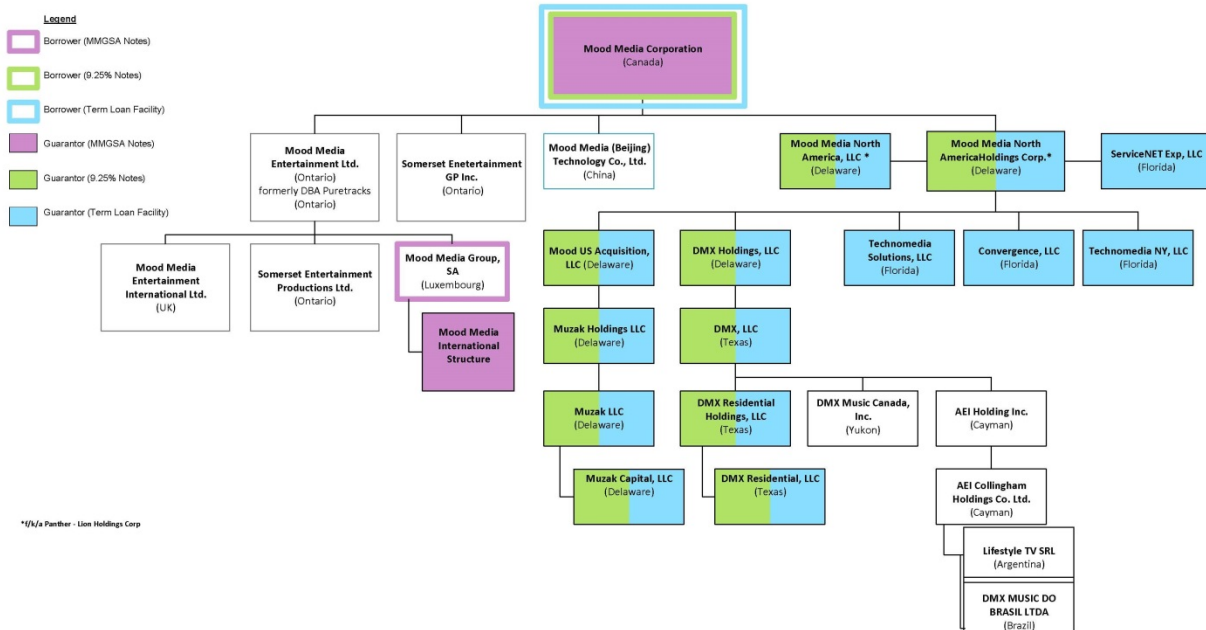 Legend
Borrower (MMGSA Notes)
Borrower (9.25% Notes)
Borrower (Term Loan Facility)
Guarantor (MMGSA Notes)
Guarantor (9.25% Notes)
Guarantor (Term Loan Facility)
Mood Media Corporation
(Canada)
Mood Media
Entertainment Ltd.
(Ontario)
formerly DBA Puretracks
(Ontario)
Somerset Enetertainment
GP Inc.
(Ontario)
Mood Media (Beijing)
Technology Co., Ltd.
(China)
Mood Media North
America, LLC *
(Delaware)
Mood Media North
AmericaHoldings Corp.*
(Delaware)
ServiceNET Exp, LLC
(Florida)
Mood Media
Entertainment
International Ltd.
(UK)
Somerset Entertainment
Productions Ltd.
(Ontario)
Mood Media Group,
SA
(Luxembourg)
Mood Media
International
Structure
Mood US Acquisition,
LLC (Delaware)
DMX Holdings, LLC
(Delaware)
Technomedia
Solutions, LLC
(Florida)
Convergence, LLC
(Florida)
Technomedia NY, LLC
(Florida)
Muzak Holdings LLC
(Delaware)
DMX, LLC
(Texas)
Muzak LLC
(Delaware)
DMX Residential
Holdings, LLC
(Texas)
DMX Music Canada,
Inc.
(Yukon)
AEI Holding Inc.
(Cayman)
Muzak Capital, LLC
(Delaware)
DMX Residential, LLC
(Texas)
AEI Collingham
Holdings Co. Ltd.
(Cayman)
Lifestyle TV SRL
(Argentina)
DMX MUSIC DO
BRASIL LTDA
(Brazil)
*f/k/a Panther - Lion Holdings Corp